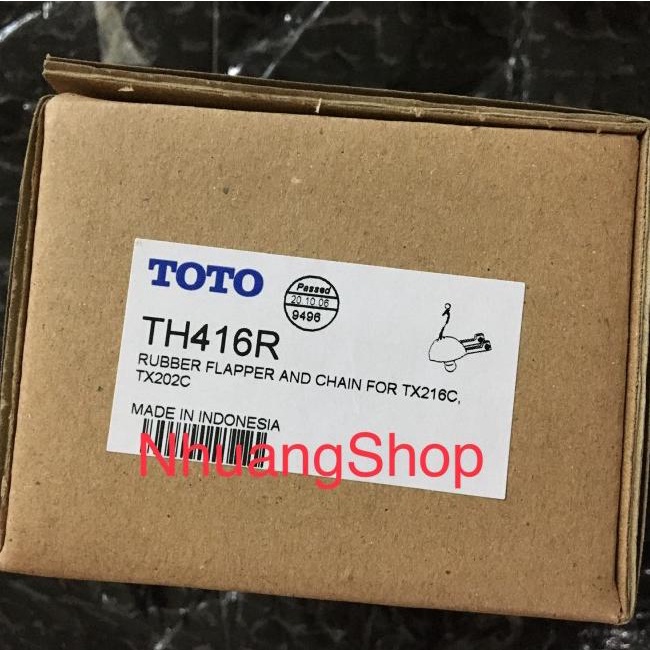 TOTO
Passed
20.10.06
9496
TH416R
RUBBER FLAPPER AND CHAIN FOR TX216C,
TX202C
MADE IN INDONESIA
NhuangShop